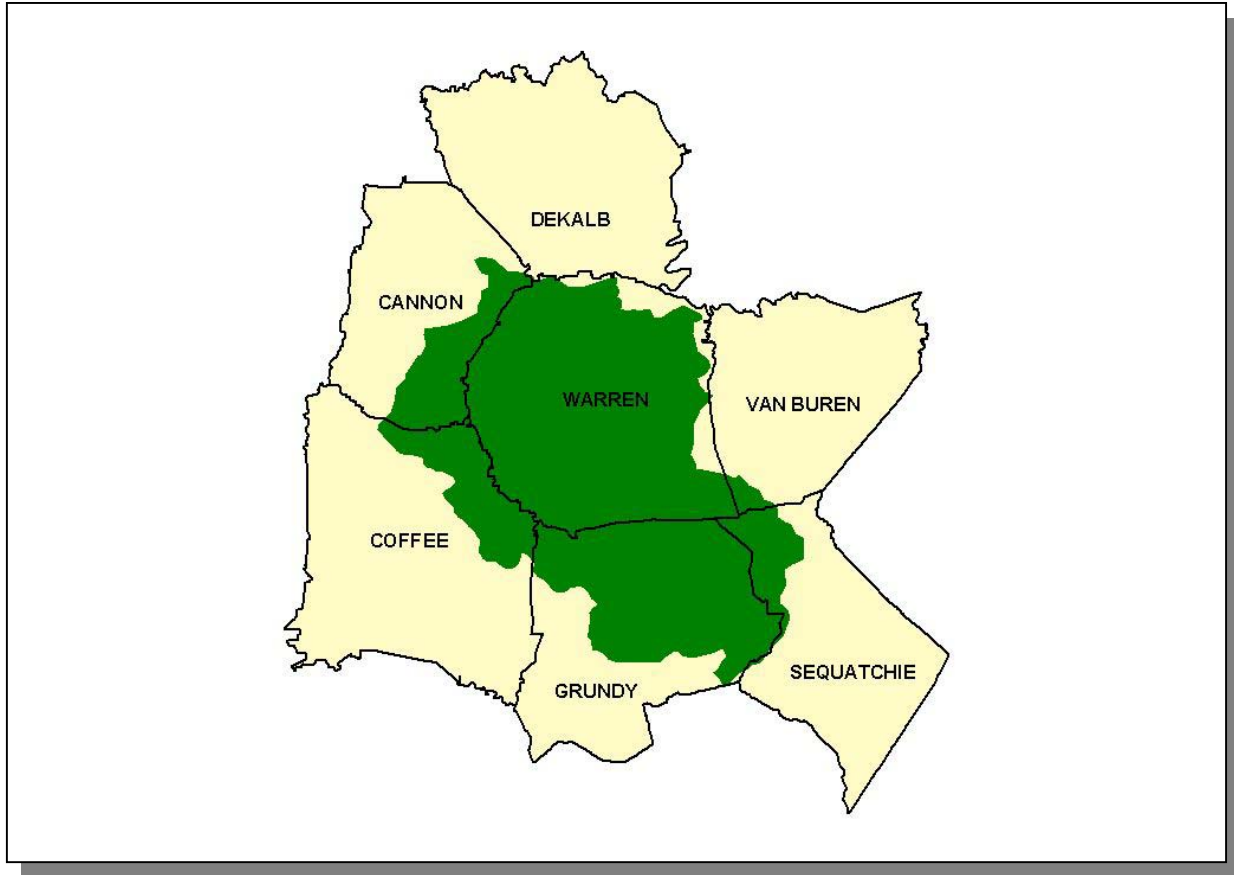 DEKALB
CANNON
WARREN
VAN BUREN
COFFEE
SEQUATCHIE
GRUNDY